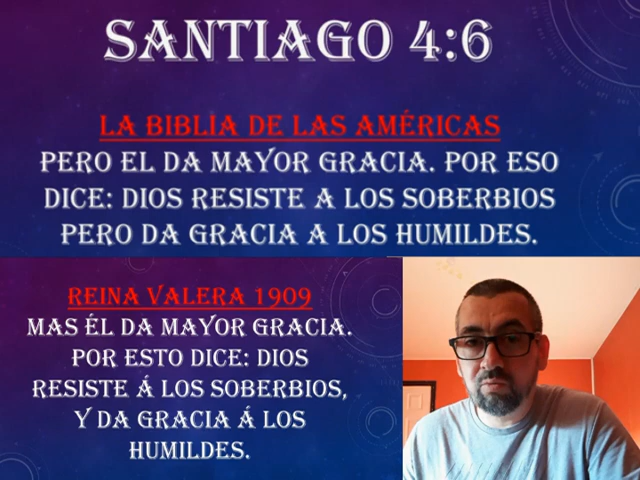 SANTIAGO 4:6
LA BIBLIA DE LAS AMÉRICAS
PERO EL DA MAYOR GRACIA. POR ESO
DICE: DIOS RESISTE A LOS SOBERBIOS
PERO DA GRACIA A LOS HUMILDES.
REINA VALERA 1909
MAS ÉL DA MAYOR GRACIA.
POR ESTO DICE: DIOS
RESISTE Á LOS SOBERBIOS,
Y DA GRACIA Á LOS
HUMILDES.